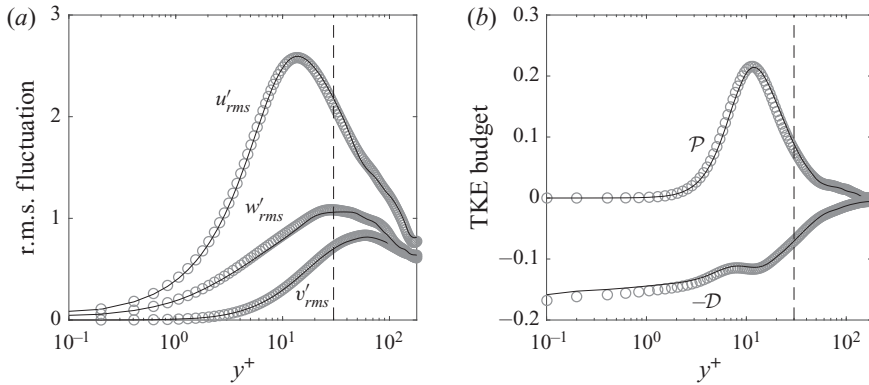 (a)
3
2
1
0
r.m.s. fluctuation
u′rms
w′rms
v′rms
10⁻¹ 10⁰ 10¹ 10²
y⁺
(b)
0.3
0.2
0.1
0
−0.1
−0.2
TKE budget
𝒫
−𝒟
10⁻¹ 10⁰ 10¹ 10²
y⁺